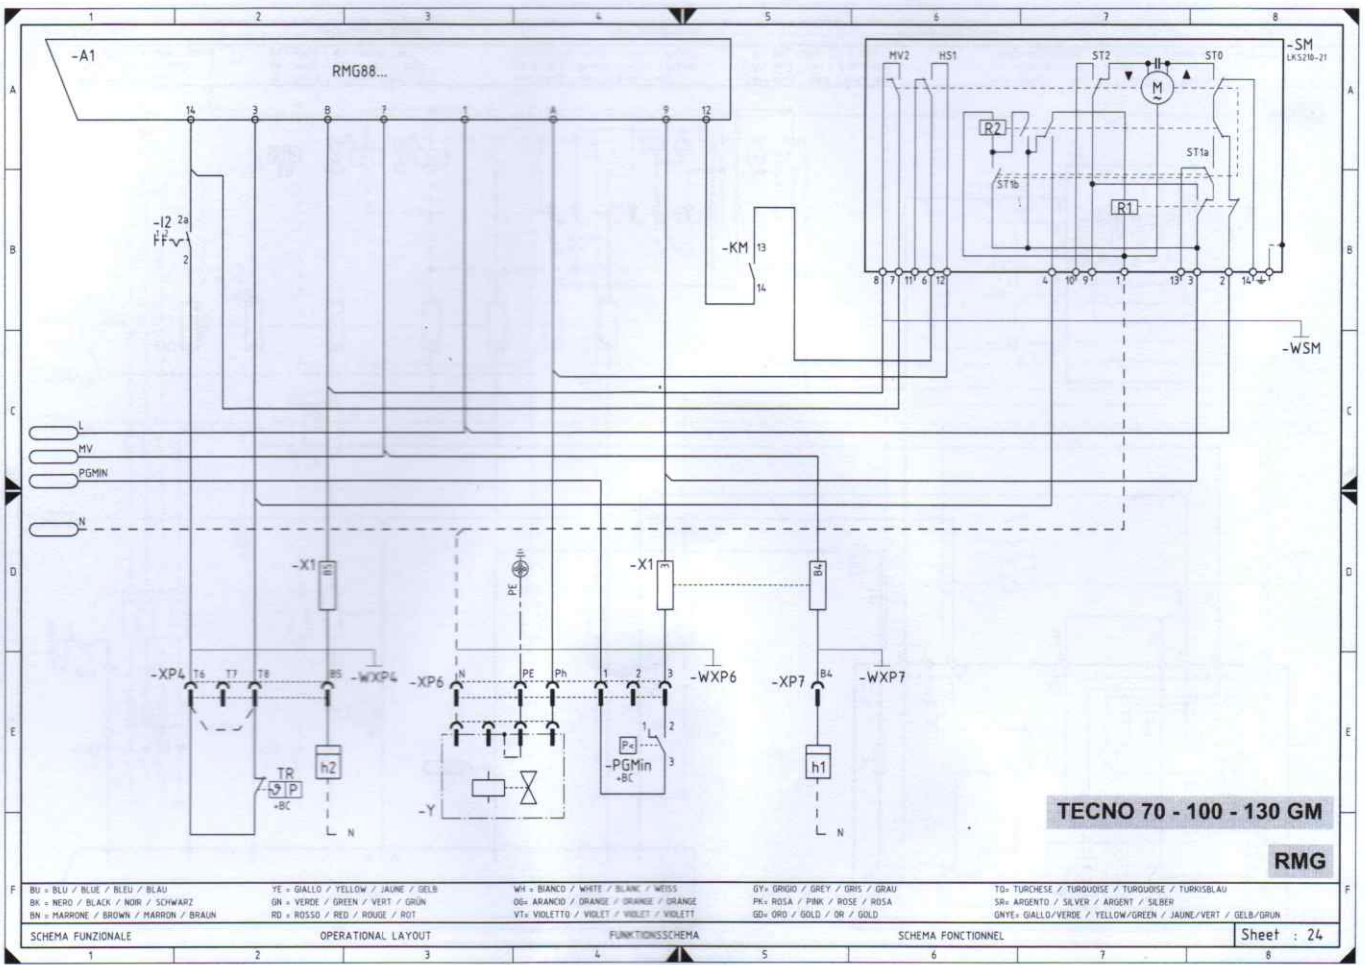 1 2 3 4 5 6 7 8
-A1
RMG88...
14 3 B 7 A 9 12
-SM
LKS210-21
MV2 HS1 ST2 ST0
M
~
R2
ST1a
ST1b
R1
8 7 11 6 12 4 10 9 1 13 3 2 14
-WSM
-I2 2a
2
-KM 13
14
L
MV
PGMIN
N
-X1 B5
PE
-X1 3
B4
-XP4 T6 T7 T8 B5 -WXP4
-XP6 N PE Ph 1 2 3 -WXP6
-XP7 B4 -WXP7
h2
TR
P
+BC
N
-Y
P<
-PGMin
+BC
2
3
h1
N
TECNO 70 - 100 - 130 GM
RMG
A B C D E F
A B C D E F
BU = BLU / BLUE / BLEU / BLAU
BK = NERO / BLACK / NOIR / SCHWARZ
BN = MARRONE / BROWN / MARRON / BRAUN
YE = GIALLO / YELLOW / JAUNE / GELB
GN = VERDE / GREEN / VERT / GRÜN
RD = ROSSO / RED / ROUGE / ROT
WH = BIANCO / WHITE / BLANC / WEISS
OG= ARANCIO / ORANGE / ORANGE / ORANGE
VT= VIOLETTO / VIOLET / VIOLET / VIOLETT
GY= GRIGIO / GREY / GRIS / GRAU
PK= ROSA / PINK / ROSE / ROSA
GD= ORO / GOLD / OR / GOLD
TQ= TURCHESE / TURQUOISE / TURQUOISE / TURKISBLAU
SR= ARGENTO / SILVER / ARGENT / SILBER
GNYE= GIALLO/VERDE / YELLOW/GREEN / JAUNE/VERT / GELB/GRUN
SCHEMA FUNZIONALE OPERATIONAL LAYOUT FUNKTIONSSCHEMA SCHEMA FONCTIONNEL Sheet : 24
1 2 3 4 5 6 7 8